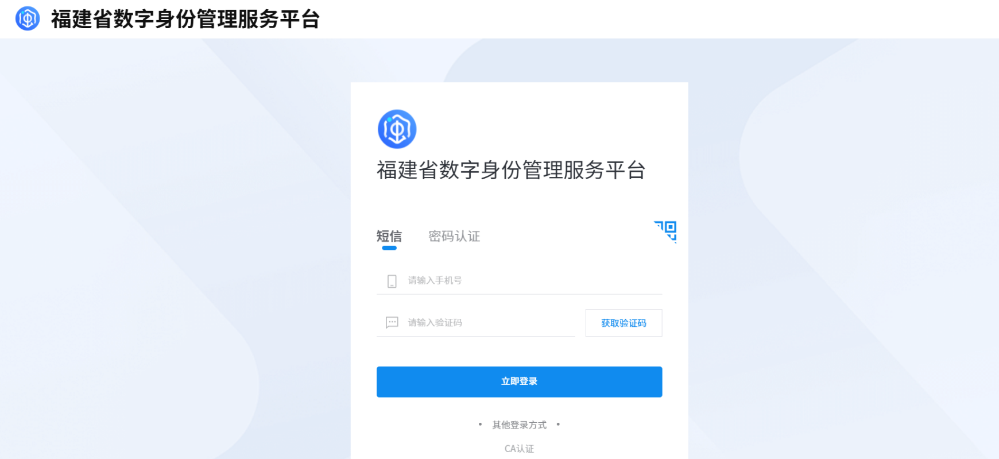 福建省数字身份管理服务平台
福建省数字身份管理服务平台
短信 密码认证
请输入手机号
请输入验证码 获取验证码
立即登录
• 其他登录方式 •
CA认证